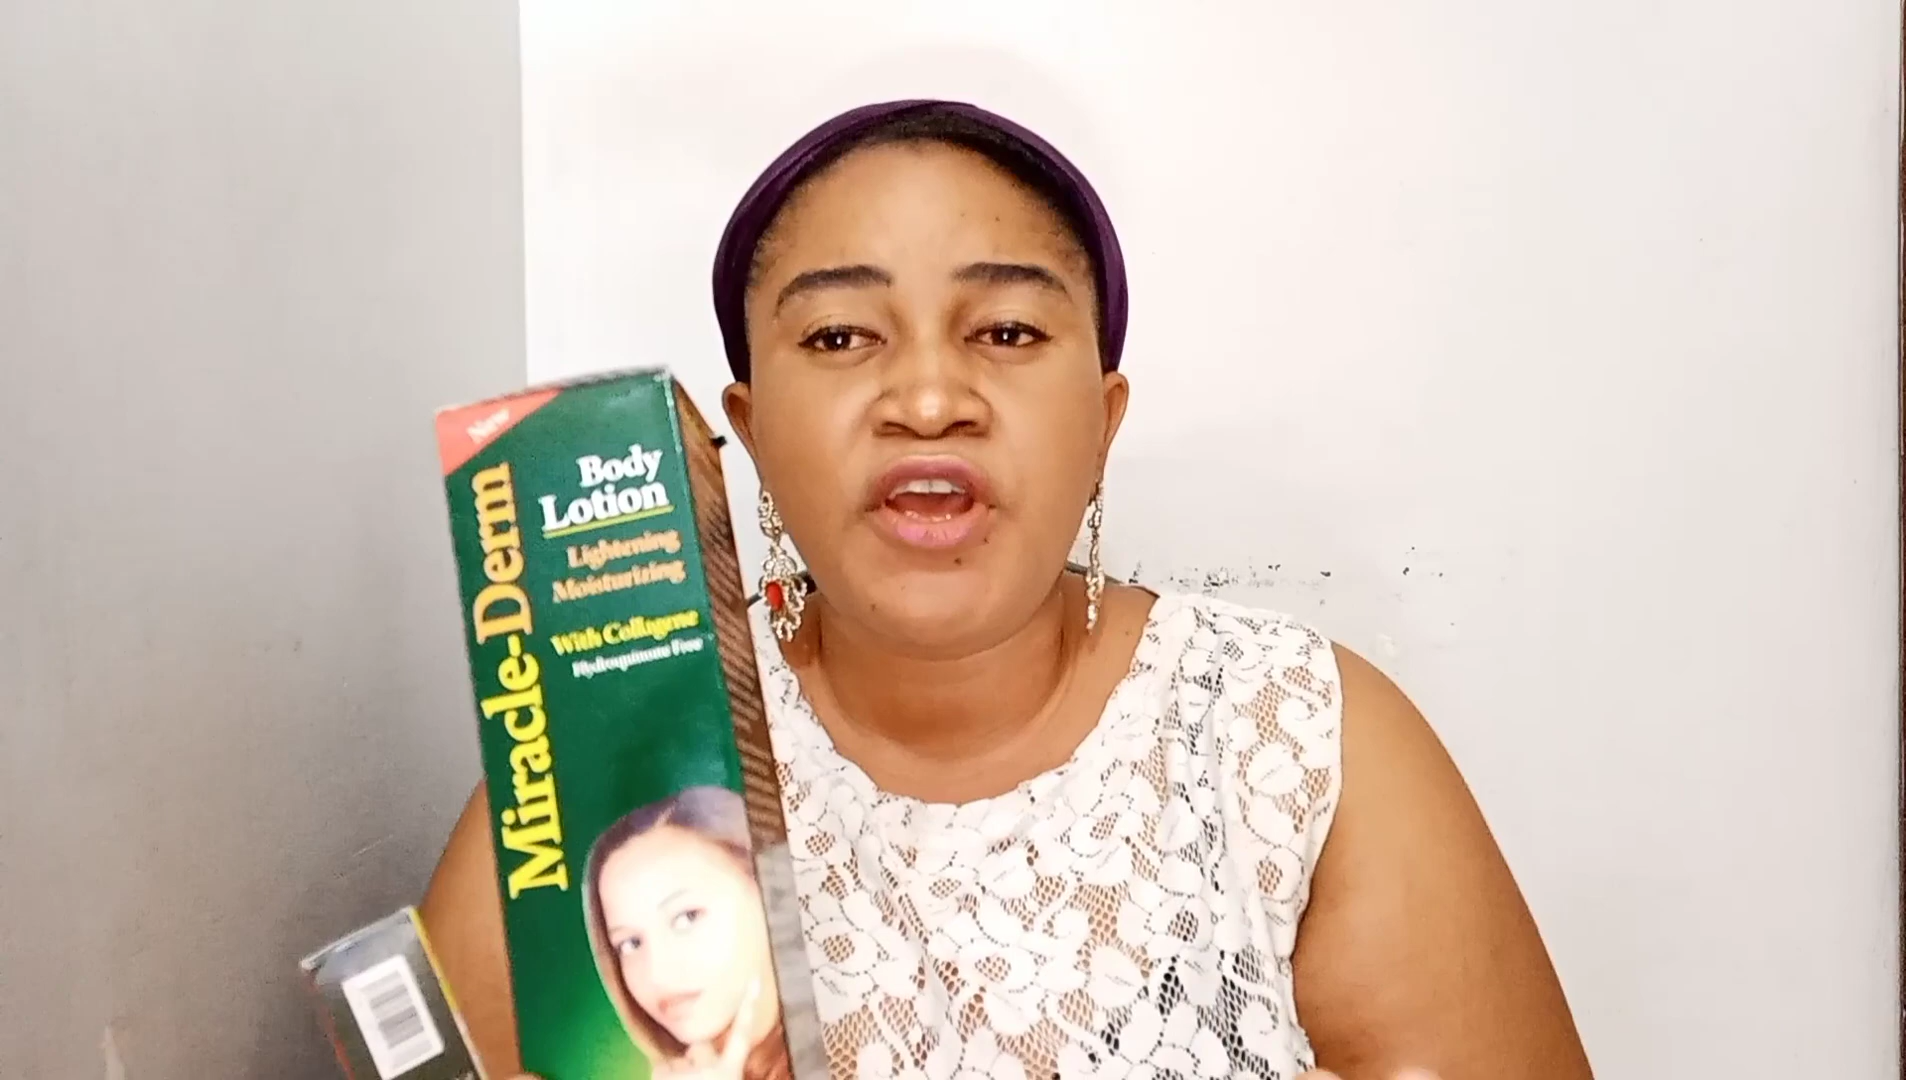 New
Miracle-Derm
Body
Lotion
Lightening
Moisturizing
With Collagene
Hydroquinone Free